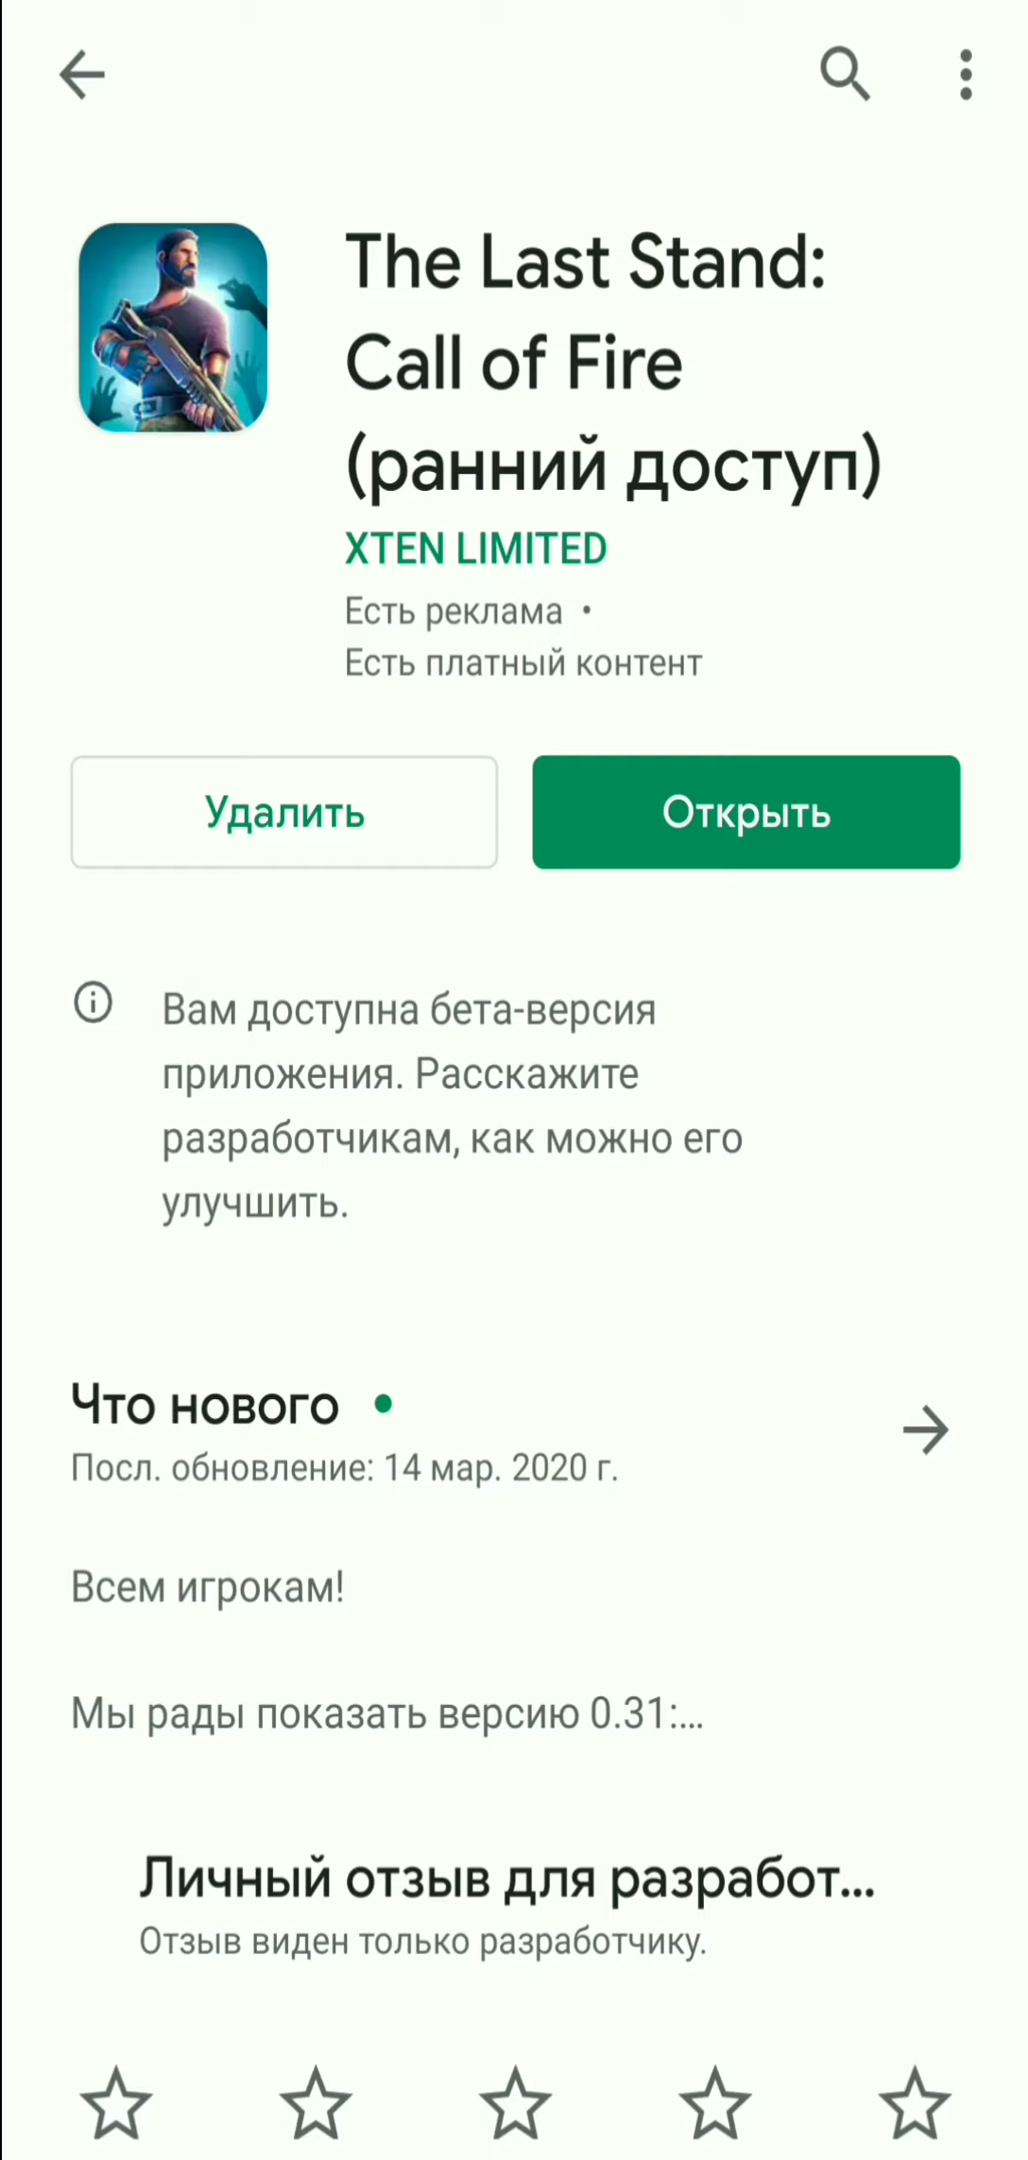 The Last Stand:
Call of Fire
(ранний доступ)
XTEN LIMITED
Есть реклама •
Есть платный контент
Удалить
Открыть
Вам доступна бета-версия
приложения. Расскажите
разработчикам, как можно его
улучшить.
Что нового •
Посл. обновление: 14 мар. 2020 г.
Всем игрокам!
Мы рады показать версию 0.31:...
Личный отзыв для разработ...
Отзыв виден только разработчику.